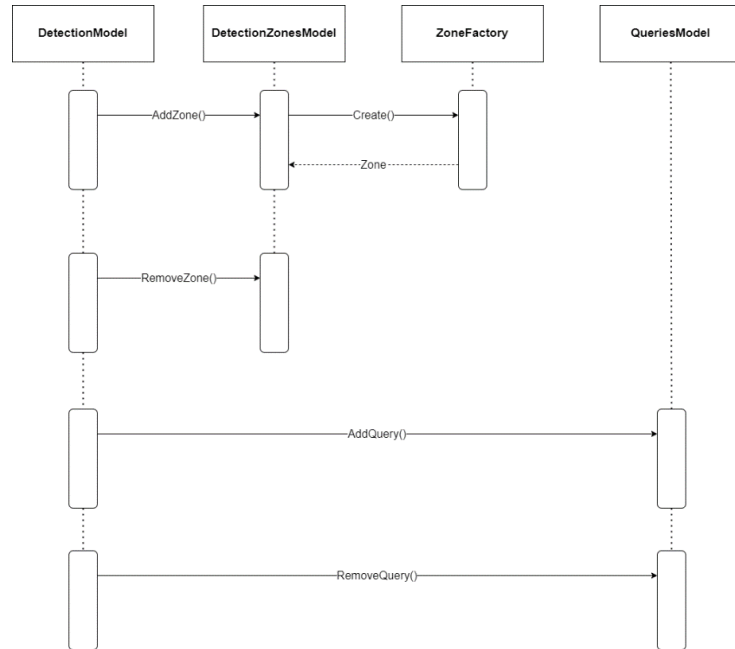 DetectionModel
DetectionZonesModel
ZoneFactory
QueriesModel
AddZone()
Create()
Zone
RemoveZone()
AddQuery()
RemoveQuery()